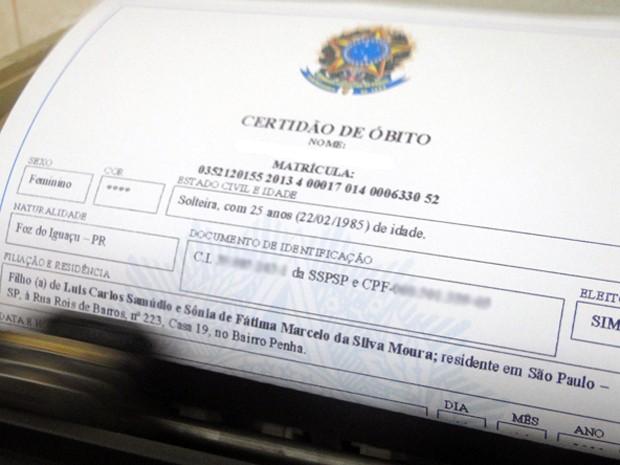 CERTIDÃO DE ÓBITO
NOME:
MATRÍCULA:
0352120155 2013 4 00017 014 0006330 52
SEXO
COR
ESTADO CIVIL E IDADE
Feminino
****
Solteira, com 25 anos (22/02/1985) de idade.
NATURALIDADE
DOCUMENTO DE IDENTIFICAÇÃO
ELEITO
Foz do Iguaçu – PR
C.I. da SSPSP e CPF-
SIM
FILIAÇÃO E RESIDÊNCIA
Filho (a) de Luis Carlos Samúdio e Sônia de Fátima Marcelo da Silva Moura; residente em São Paulo –
SP, à Rua Rois de Barros, nº 223, Casa 19, no Bairro Penha.
DATA E
DIA
MÊS
ANO